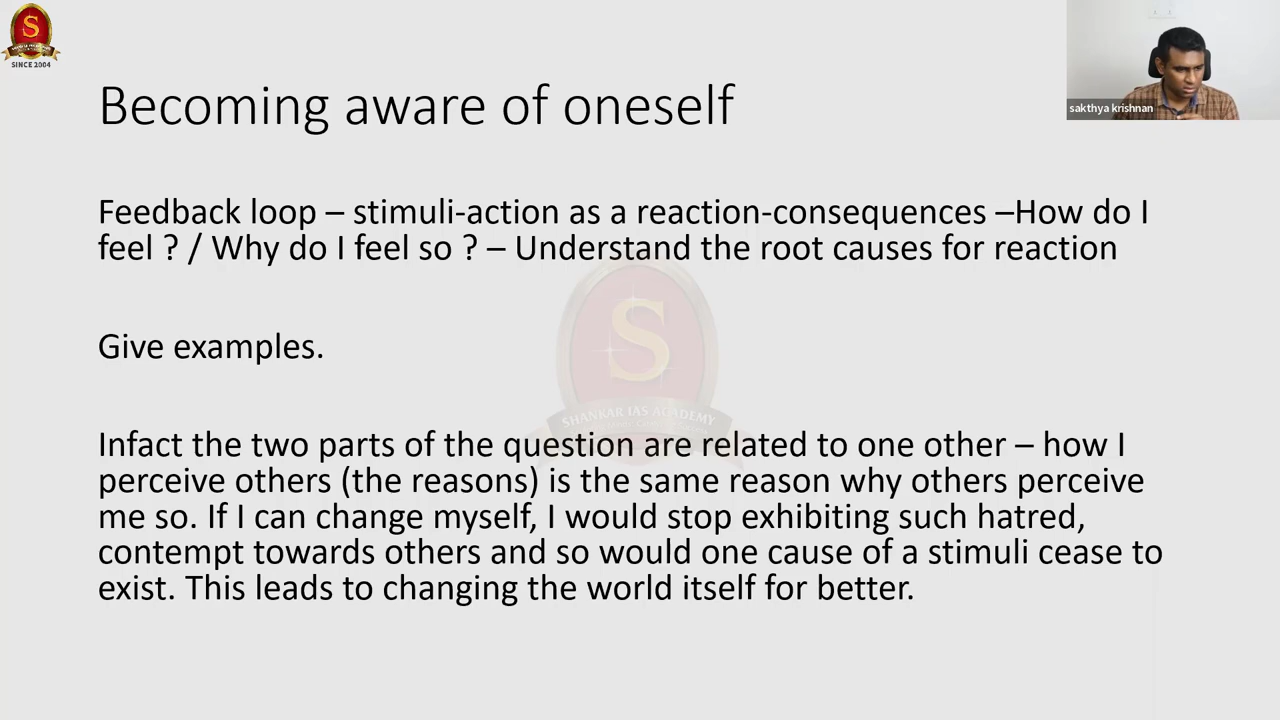 S
SINCE 2004
sakthya krishnan
Becoming aware of oneself
Feedback loop – stimuli-action as a reaction-consequences –How do I
feel ? / Why do I feel so ? – Understand the root causes for reaction
Give examples.
S
SHANKAR IAS ACADEMY
Infact the two parts of the question are related to one other – how I
perceive others (the reasons) is the same reason why others perceive
me so. If I can change myself, I would stop exhibiting such hatred,
contempt towards others and so would one cause of a stimuli cease to
exist. This leads to changing the world itself for better.